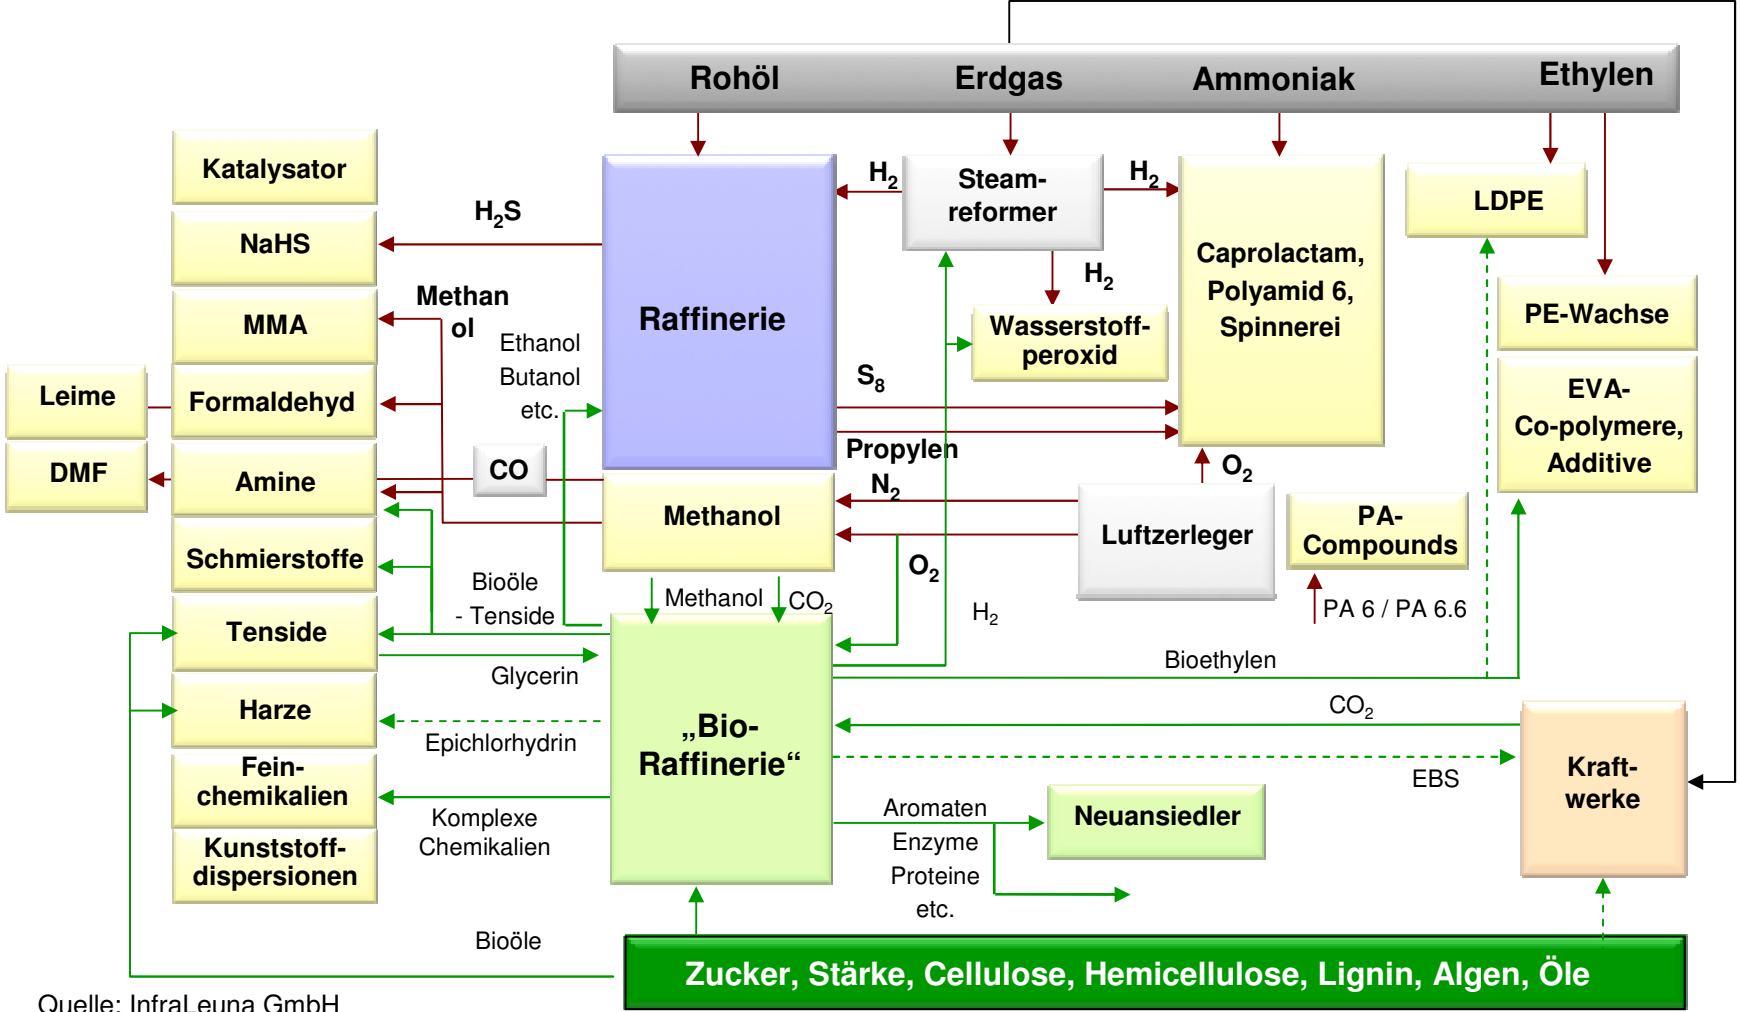 Rohöl Erdgas Ammoniak Ethylen
Katalysator
NaHS
MMA
Formaldehyd
Amine
Schmierstoffe
Tenside
Harze
Fein-
chemikalien
Kunststoff-
dispersionen
Leime
DMF
H2S
Methan
ol
Ethanol
Butanol
etc.
CO
Raffinerie
Methanol
H2
Steam-
reformer
H2
H2
Wasserstoff-
peroxid
Caprolactam,
Polyamid 6,
Spinnerei
LDPE
PE-Wachse
EVA-
Co-polymere,
Additive
S8
Propylen
N2
O2
O2
Luftzerleger
PA-
Compounds
PA 6 / PA 6.6
Methanol
CO2
H2
Bioöle
- Tenside
Glycerin
Epichlorhydrin
Komplexe
Chemikalien
Bioöle
„Bio-
Raffinerie“
Bioethylen
CO2
EBS
Kraft-
werke
Aromaten
Enzyme
Proteine
etc.
Neuansiedler
Zucker, Stärke, Cellulose, Hemicellulose, Lignin, Algen, Öle
Quelle: InfraLeuna GmbH